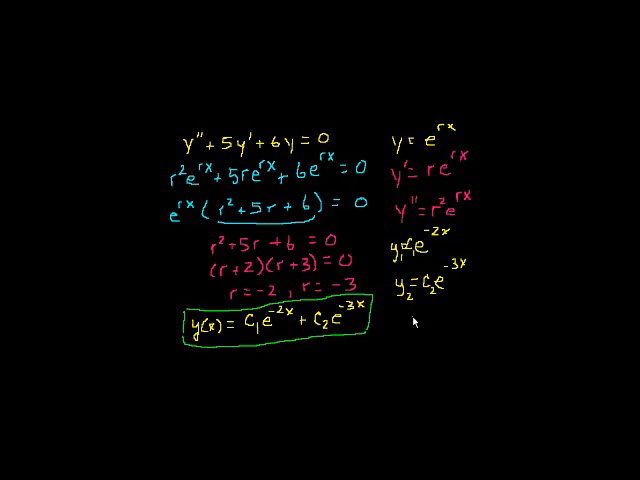 y'' + 5y' + 6y = 0
r²e^{rx} + 5re^{rx} + 6e^{rx} = 0
e^{rx}(r² + 5r + 6) = 0
r² + 5r + 6 = 0
(r+2)(r+3) = 0
r = -2, r = -3
y(x) = c₁e^{-2x} + c₂e^{-3x}
y = e^{rx}
y' = re^{rx}
y'' = r²e^{rx}
y₁ = c₁e^{-2x}
y₂ = c₂e^{-3x}